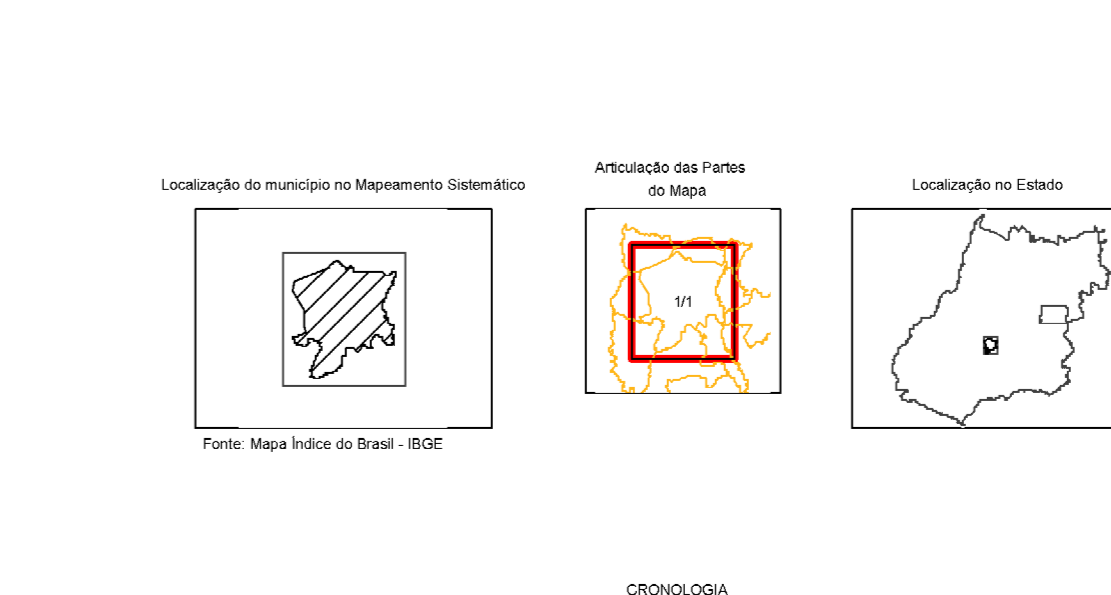 Localização do município no Mapeamento Sistemático
Articulação das Partes
do Mapa
Localização no Estado
1/1
Fonte: Mapa Índice do Brasil - IBGE
CRONOLOGIA